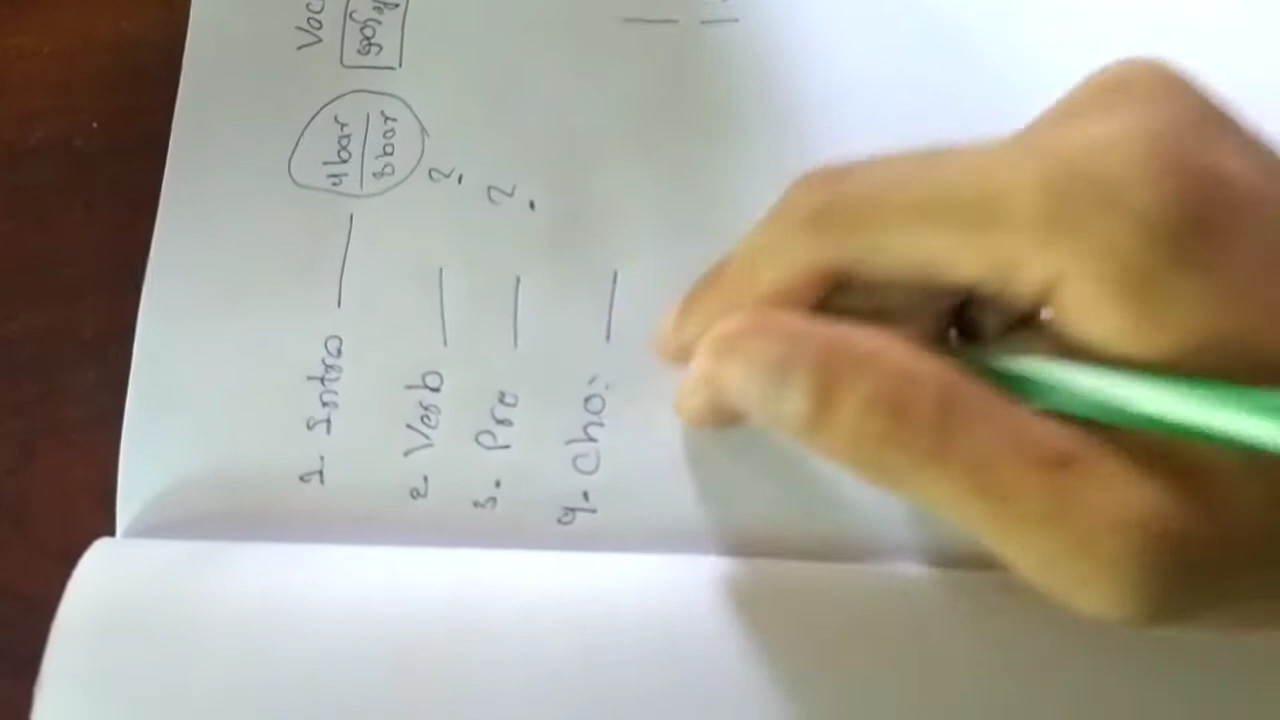 Voc
1. Intro — 4 bar
8 bar
2. Verb — ?
3. Pre — ?
4. Cho: —